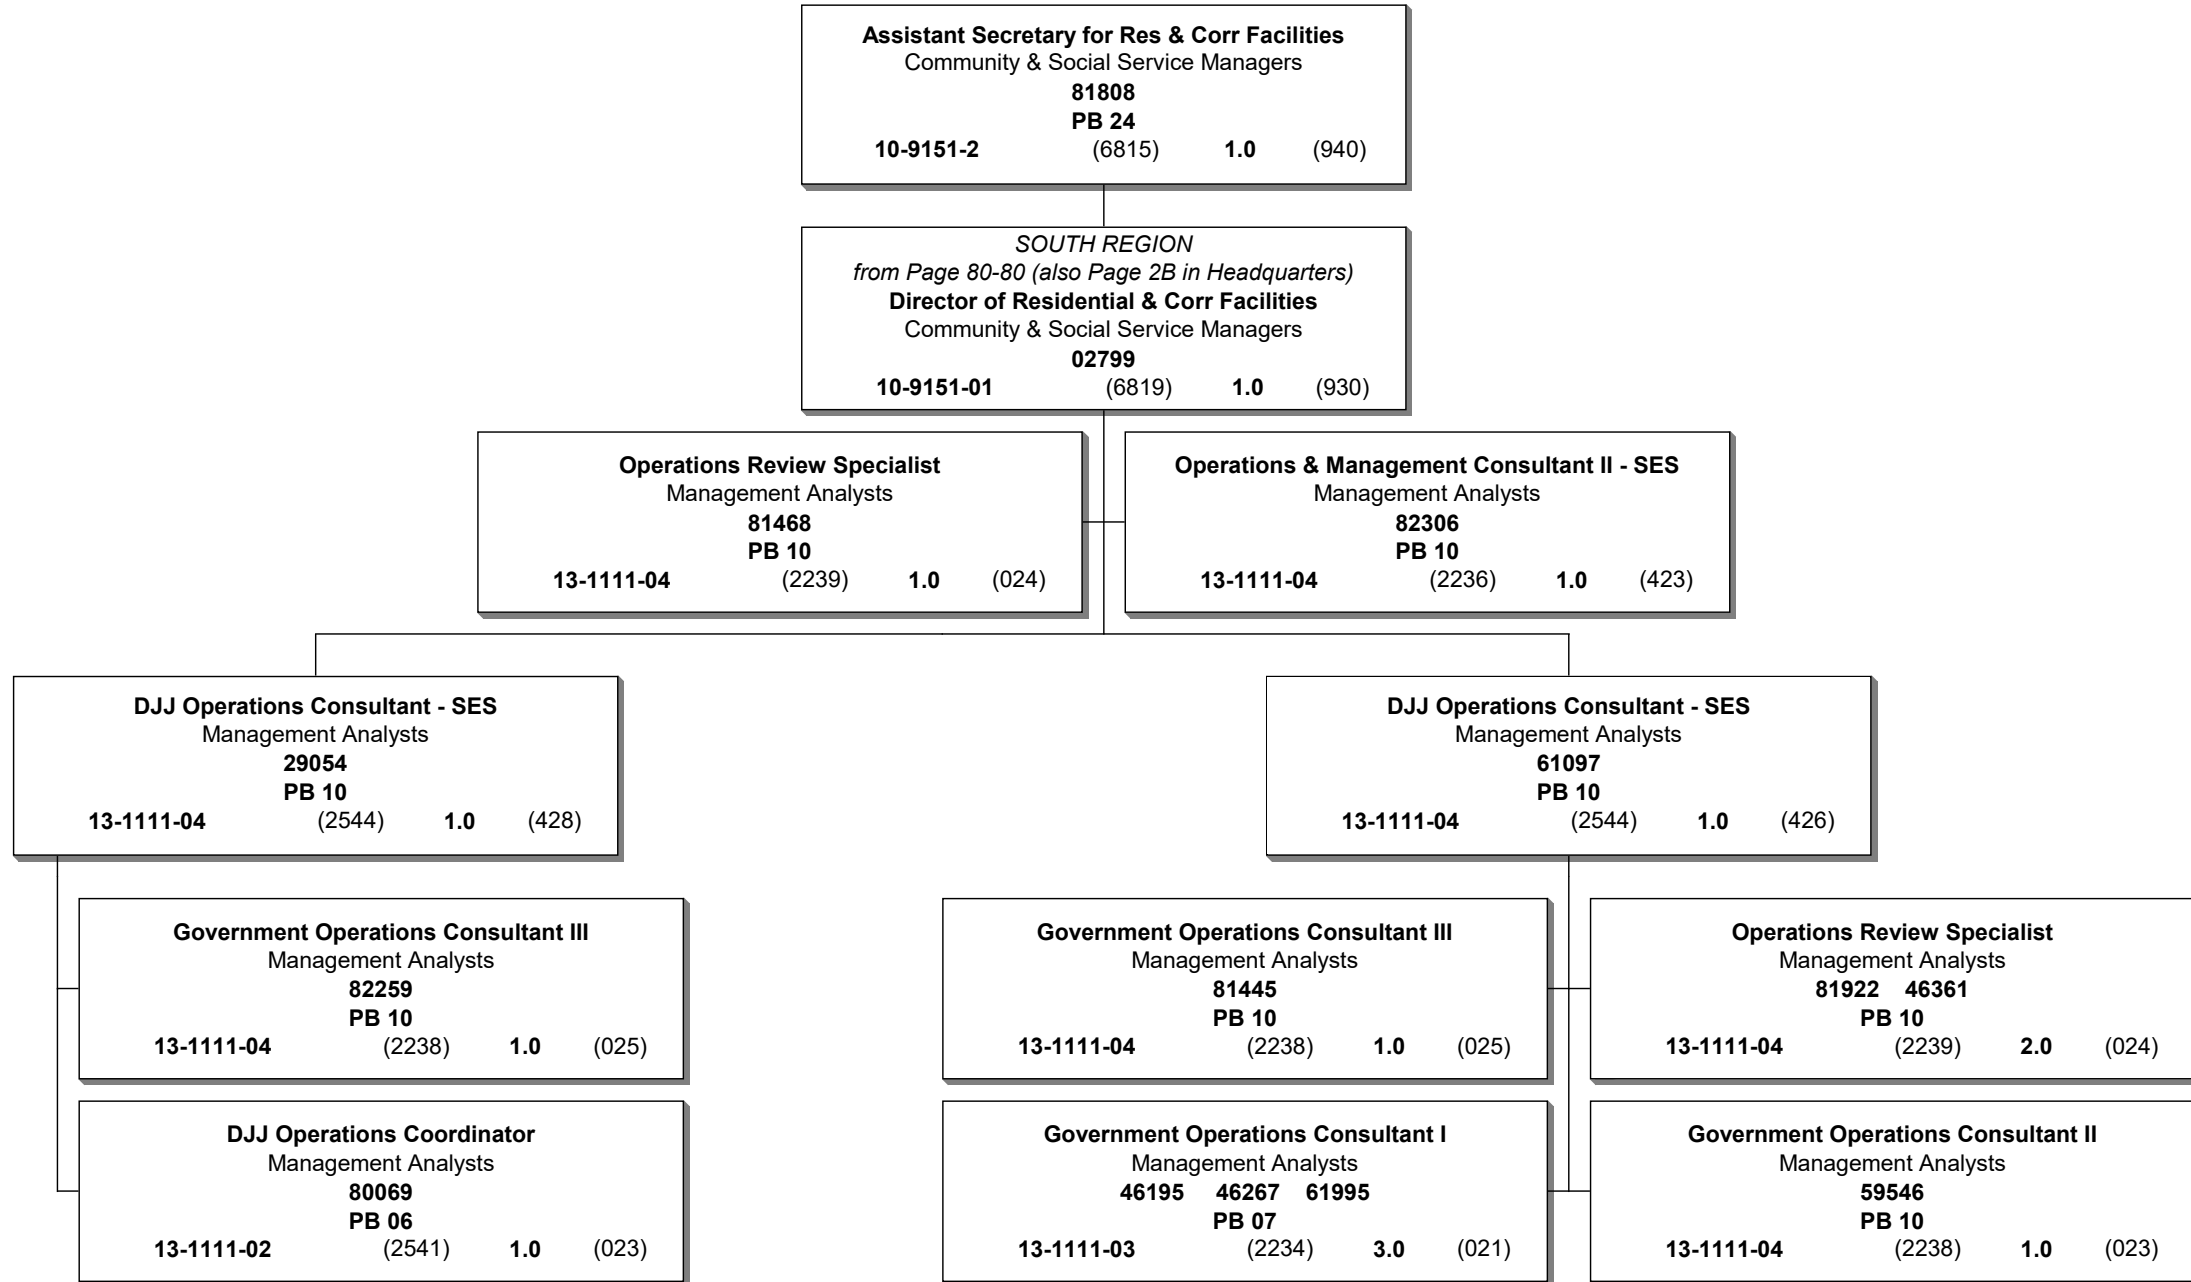 Assistant Secretary for Res & Corr Facilities
Community & Social Service Managers
81808
PB 24
10-9151-2 (6815) 1.0 (940)
SOUTH REGION
from Page 80-80 (also Page 2B in Headquarters)
Director of Residential & Corr Facilities
Community & Social Service Managers
02799
10-9151-01 (6819) 1.0 (930)
Operations Review Specialist
Management Analysts
81468
PB 10
13-1111-04 (2239) 1.0 (024)
Operations & Management Consultant II - SES
Management Analysts
82306
PB 10
13-1111-04 (2236) 1.0 (423)
DJJ Operations Consultant - SES
Management Analysts
29054
PB 10
13-1111-04 (2544) 1.0 (428)
DJJ Operations Consultant - SES
Management Analysts
61097
PB 10
13-1111-04 (2544) 1.0 (426)
Government Operations Consultant III
Management Analysts
82259
PB 10
13-1111-04 (2238) 1.0 (025)
Government Operations Consultant III
Management Analysts
81445
PB 10
13-1111-04 (2238) 1.0 (025)
Operations Review Specialist
Management Analysts
81922 46361
PB 10
13-1111-04 (2239) 2.0 (024)
DJJ Operations Coordinator
Management Analysts
80069
PB 06
13-1111-02 (2541) 1.0 (023)
Government Operations Consultant I
Management Analysts
46195 46267 61995
PB 07
13-1111-03 (2234) 3.0 (021)
Government Operations Consultant II
Management Analysts
59546
PB 10
13-1111-04 (2238) 1.0 (023)